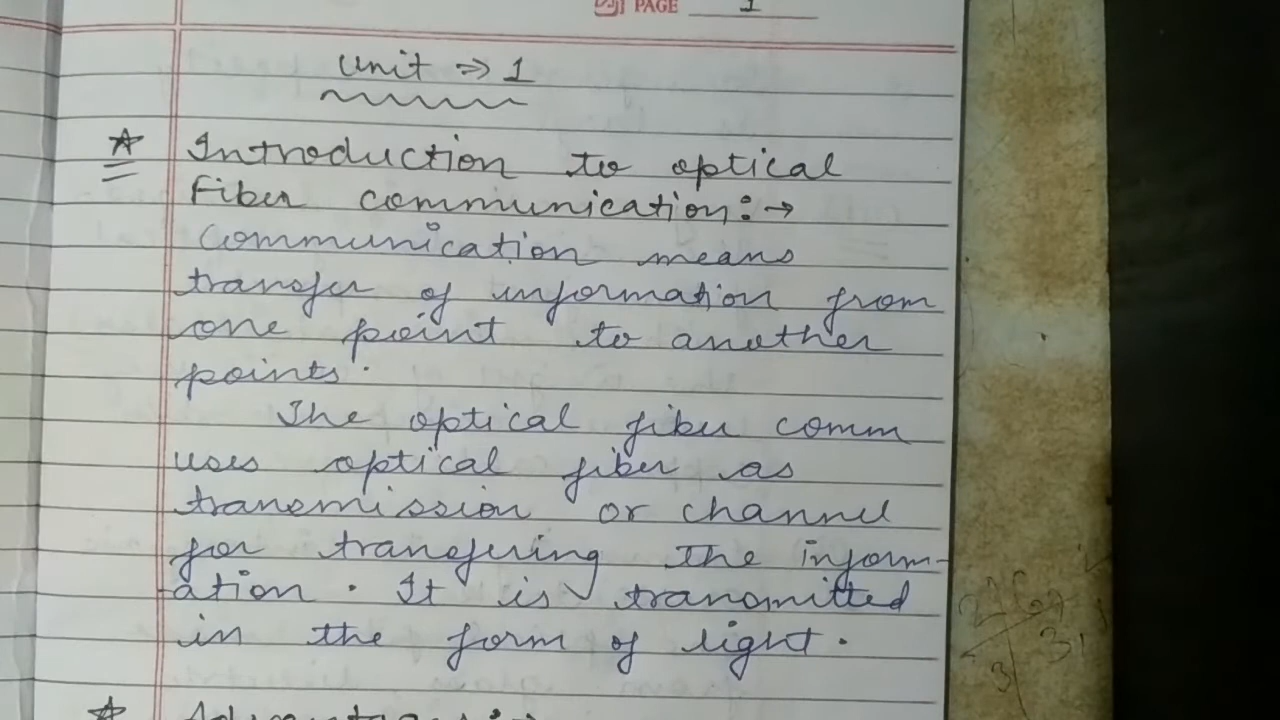 PAGE 1
Unit ⇒ 1
☆ Introduction to optical
Fiber communication:→
Communication means
transfer of information from
one point to another
points.
The optical fiber comm
uses optical fiber as
transmission or channel
for transfering the inform-
ation. It is transmitted
in the form of light.
☆ Advantages:→